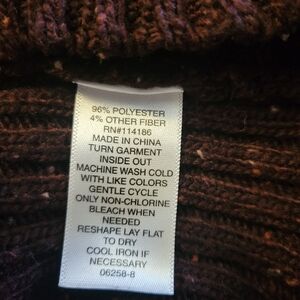 96% POLYESTER
4% OTHER FIBER
RN#114186
MADE IN CHINA
TURN GARMENT
INSIDE OUT
MACHINE WASH COLD
WITH LIKE COLORS
GENTLE CYCLE
ONLY NON-CHLORINE
BLEACH WHEN
NEEDED
RESHAPE LAY FLAT
TO DRY
COOL IRON IF
NECESSARY
06258-8